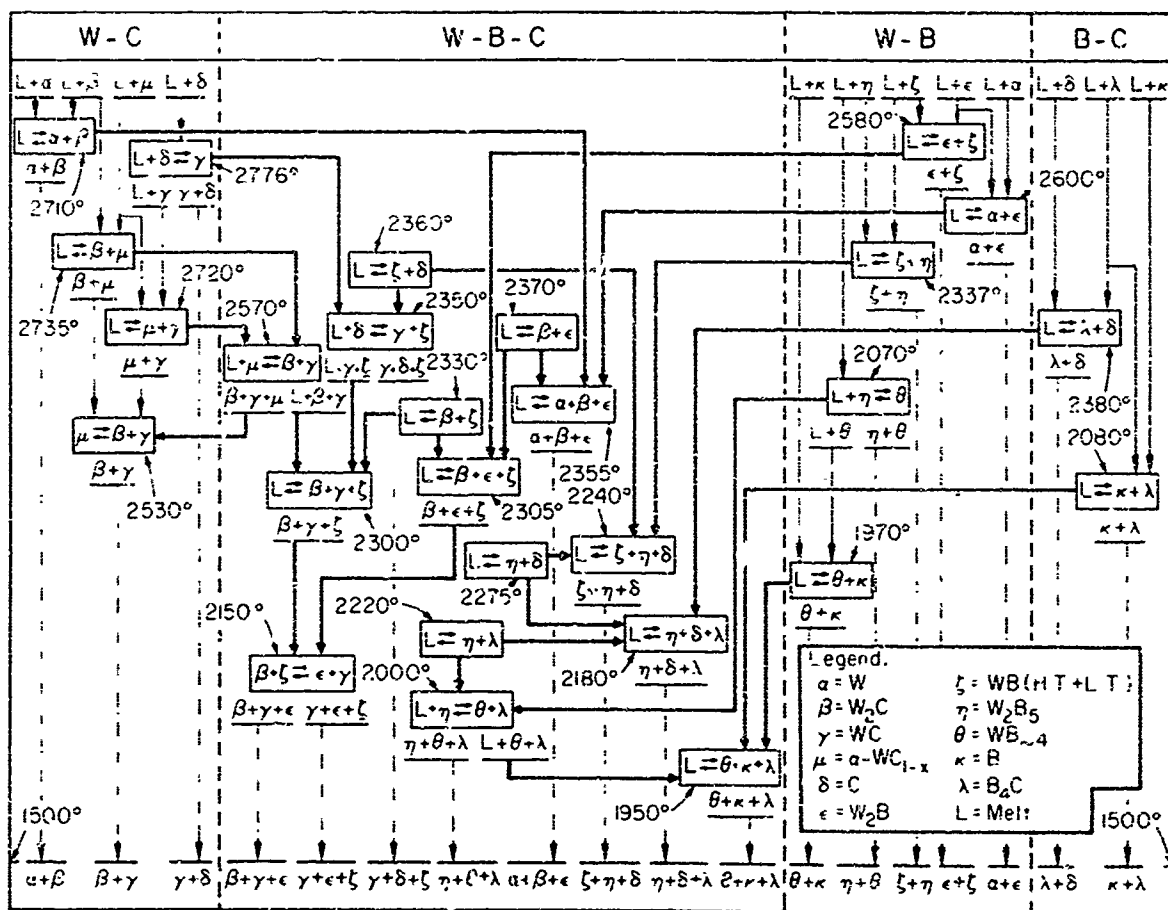 W-C W-B-C W-B B-C
L+α L+β L+μ L+δ L+κ L+η L+ζ L+ε L+α L+δ L+λ L+κ
2580°
L⇄α+β L⇄ε+ζ
α+β L+δ⇄γ ε+ζ 2600°
2710° L+γ γ+δ 2776° L⇄α+ε
2360° α+ε
L⇄β+μ L⇄ζ+δ L⇄ζ+η
β+μ 2720° 2570° 2350° 2370° ζ+η 2337°
2735° L⇄μ+γ L+δ⇄γ+ζ L⇄β+ε L⇄λ+δ
μ+γ L+μ⇄β+γ L+γ+ζ γ+δ+ζ 2330° 2070° λ+δ
β+γ+μ L+β+γ L⇄β+ζ L⇄α+β+ε L+η⇄θ 2380°
μ⇄β+γ α+β+ε L+θ η+θ 2080°
β+γ L⇄β+γ+ζ L⇄β+ε+ζ 2355° L⇄κ+λ
2530° β+γ+ζ 2300° β+ε+ζ 2305° 2240° κ+λ
L⇄η+δ L⇄ζ+η+δ 1970°
2275° ζ+η+δ L⇄θ+κ
2150° 2220° L⇄η+λ L⇄η+δ+λ θ+κ
β+ζ⇄ε+γ 2000° 2180° η+δ+λ
β+γ+ε γ+ε+ζ L+η⇄θ+λ
η+θ+λ L+θ+λ L⇄θ+κ+λ
1950° θ+κ+λ
Legend.
α=W ζ=WB(HT+LT)
β=W₂C η=W₂B₅
γ=WC θ=WB~4
μ=α-WC₁₋ₓ κ=B
δ=C λ=B₄C
ε=W₂B L=Melt
1500° 1500°
α+β β+γ γ+δ β+γ+ε γ+ε+ζ γ+δ+ζ η+θ+λ α+β+ε ζ+η+δ η+δ+λ θ+κ+λ θ+κ η+θ ζ+η ε+ζ α+ε λ+δ κ+λ